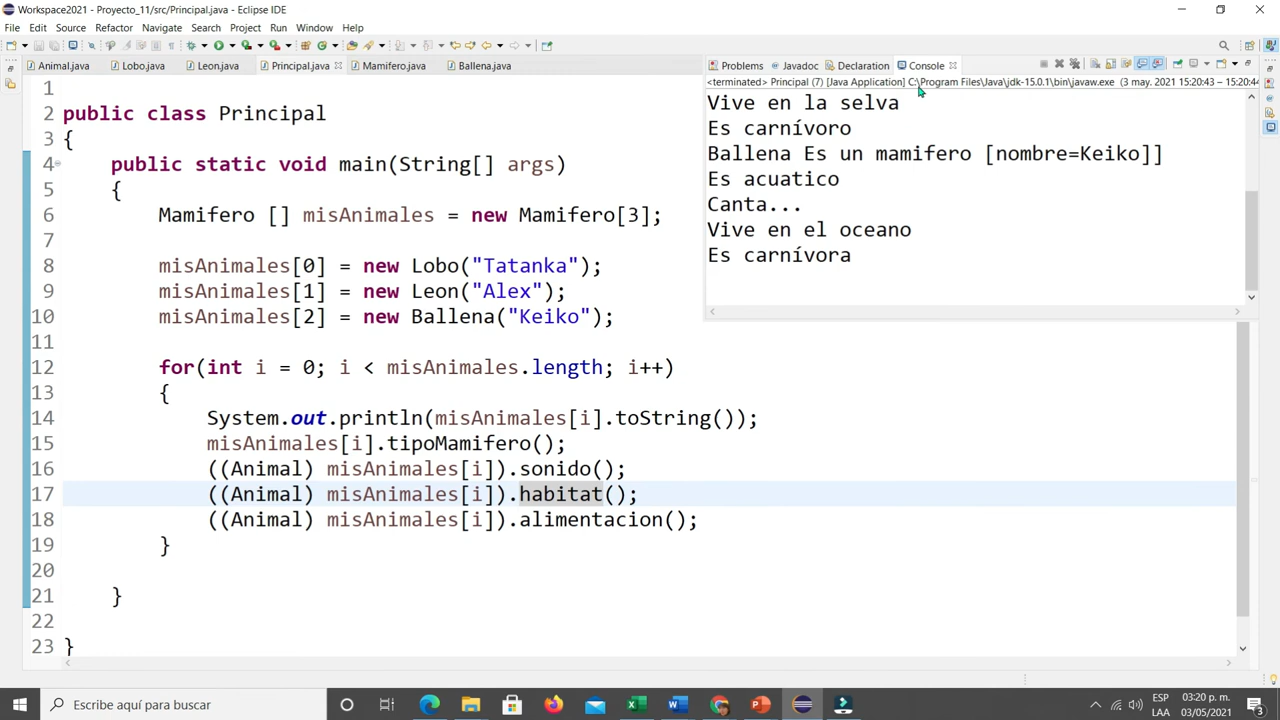 Workspace2021 - Proyecto_11/src/Principal.java - Eclipse IDE
File Edit Source Refactor Navigate Search Project Run Window Help
Animal.java Lobo.java Leon.java Principal.java Mamifero.java Ballena.java
Problems Javadoc Declaration Console
<terminated> Principal (7) [Java Application] C:\Program Files\Java\jdk-15.0.1\bin\javaw.exe (3 may. 2021 15:20:43 – 15:20:44
Vive en la selva
Es carnívoro
Ballena Es un mamifero [nombre=Keiko]]
Es acuatico
Canta...
Vive en el oceano
Es carnívora
1
2 public class Principal
3 {
4 public static void main(String[] args)
5 {
6 Mamifero [] misAnimales = new Mamifero[3];
7
8 misAnimales[0] = new Lobo("Tatanka");
9 misAnimales[1] = new Leon("Alex");
10 misAnimales[2] = new Ballena("Keiko");
11
12 for(int i = 0; i < misAnimales.length; i++)
13 {
14 System.out.println(misAnimales[i].toString());
15 misAnimales[i].tipoMamifero();
16 ((Animal) misAnimales[i]).sonido();
17 ((Animal) misAnimales[i]).habitat();
18 ((Animal) misAnimales[i]).alimentacion();
19 }
20
21 }
22
23 }
Escribe aquí para buscar
ESP
LAA
03:20 p. m.
03/05/2021
3